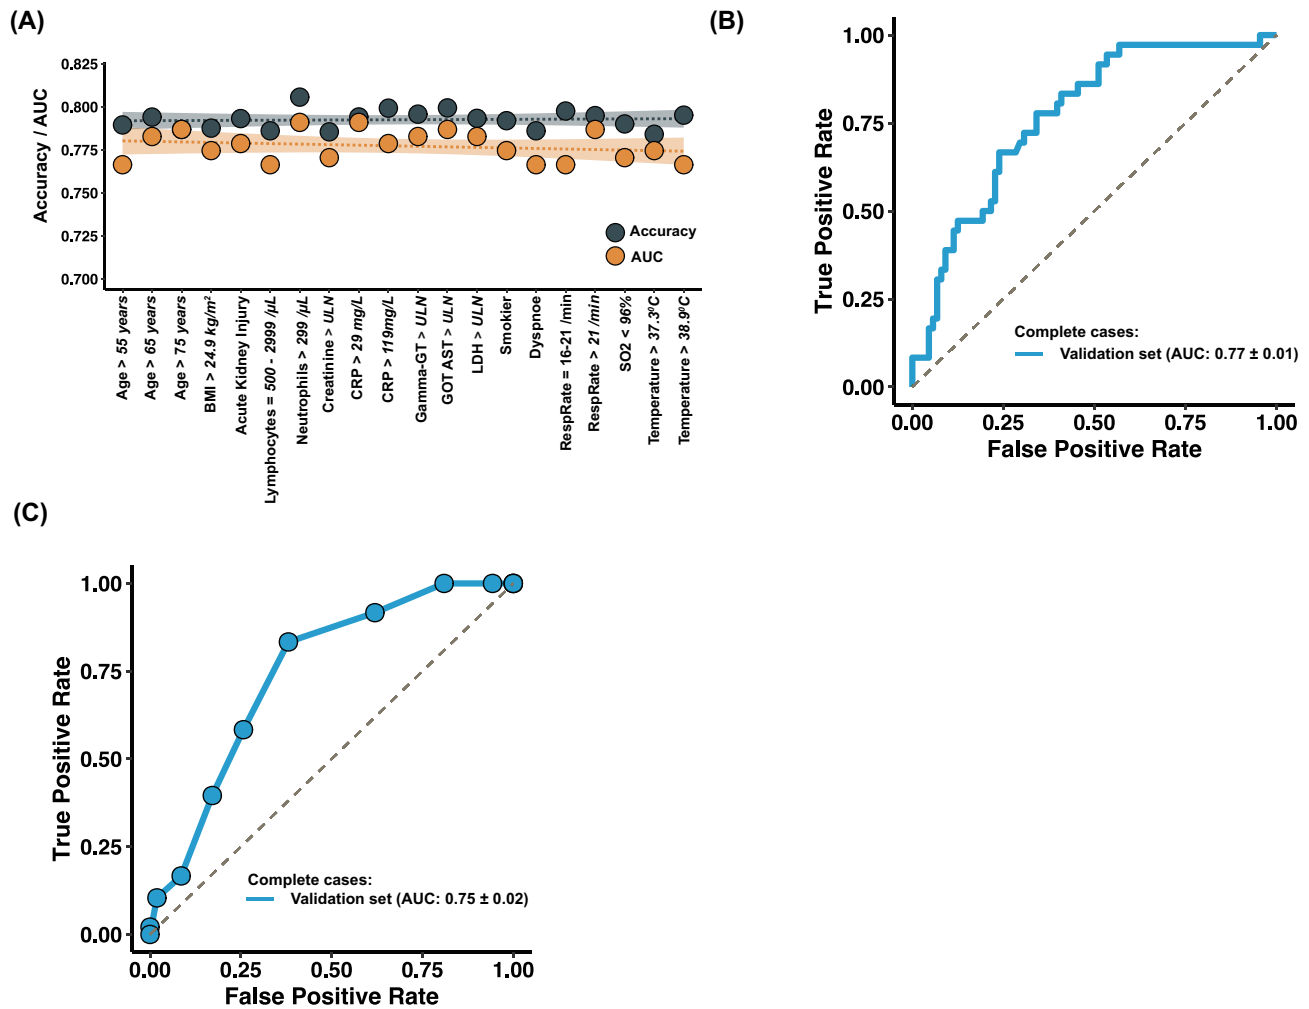 (A)
0.825
0.800
0.775
0.750
0.725
0.700
Accuracy / AUC
Accuracy
AUC
Age > 55 years
Age > 65 years
Age > 75 years
BMI > 24.9 kg/m²
Acute Kidney Injury
Lymphocytes = 500 - 2999 /µL
Neutrophils > 299 /µL
Creatinine > ULN
CRP > 29 mg/L
CRP > 119mg/L
Gamma-GT > ULN
GOT AST > ULN
LDH > ULN
Smokier
Dyspnoe
RespRate = 16-21 /min
RespRate > 21 /min
SO2 < 96%
Temperature > 37.3ºC
Temperature > 38.9ºC
(B)
1.00
0.75
0.50
0.25
0.00
True Positive Rate
Complete cases:
Validation set (AUC: 0.77 ± 0.01)
0.00 0.25 0.50 0.75 1.00
False Positive Rate
(C)
1.00
0.75
0.50
0.25
0.00
True Positive Rate
Complete cases:
Validation set (AUC: 0.75 ± 0.02)
0.00 0.25 0.50 0.75 1.00
False Positive Rate